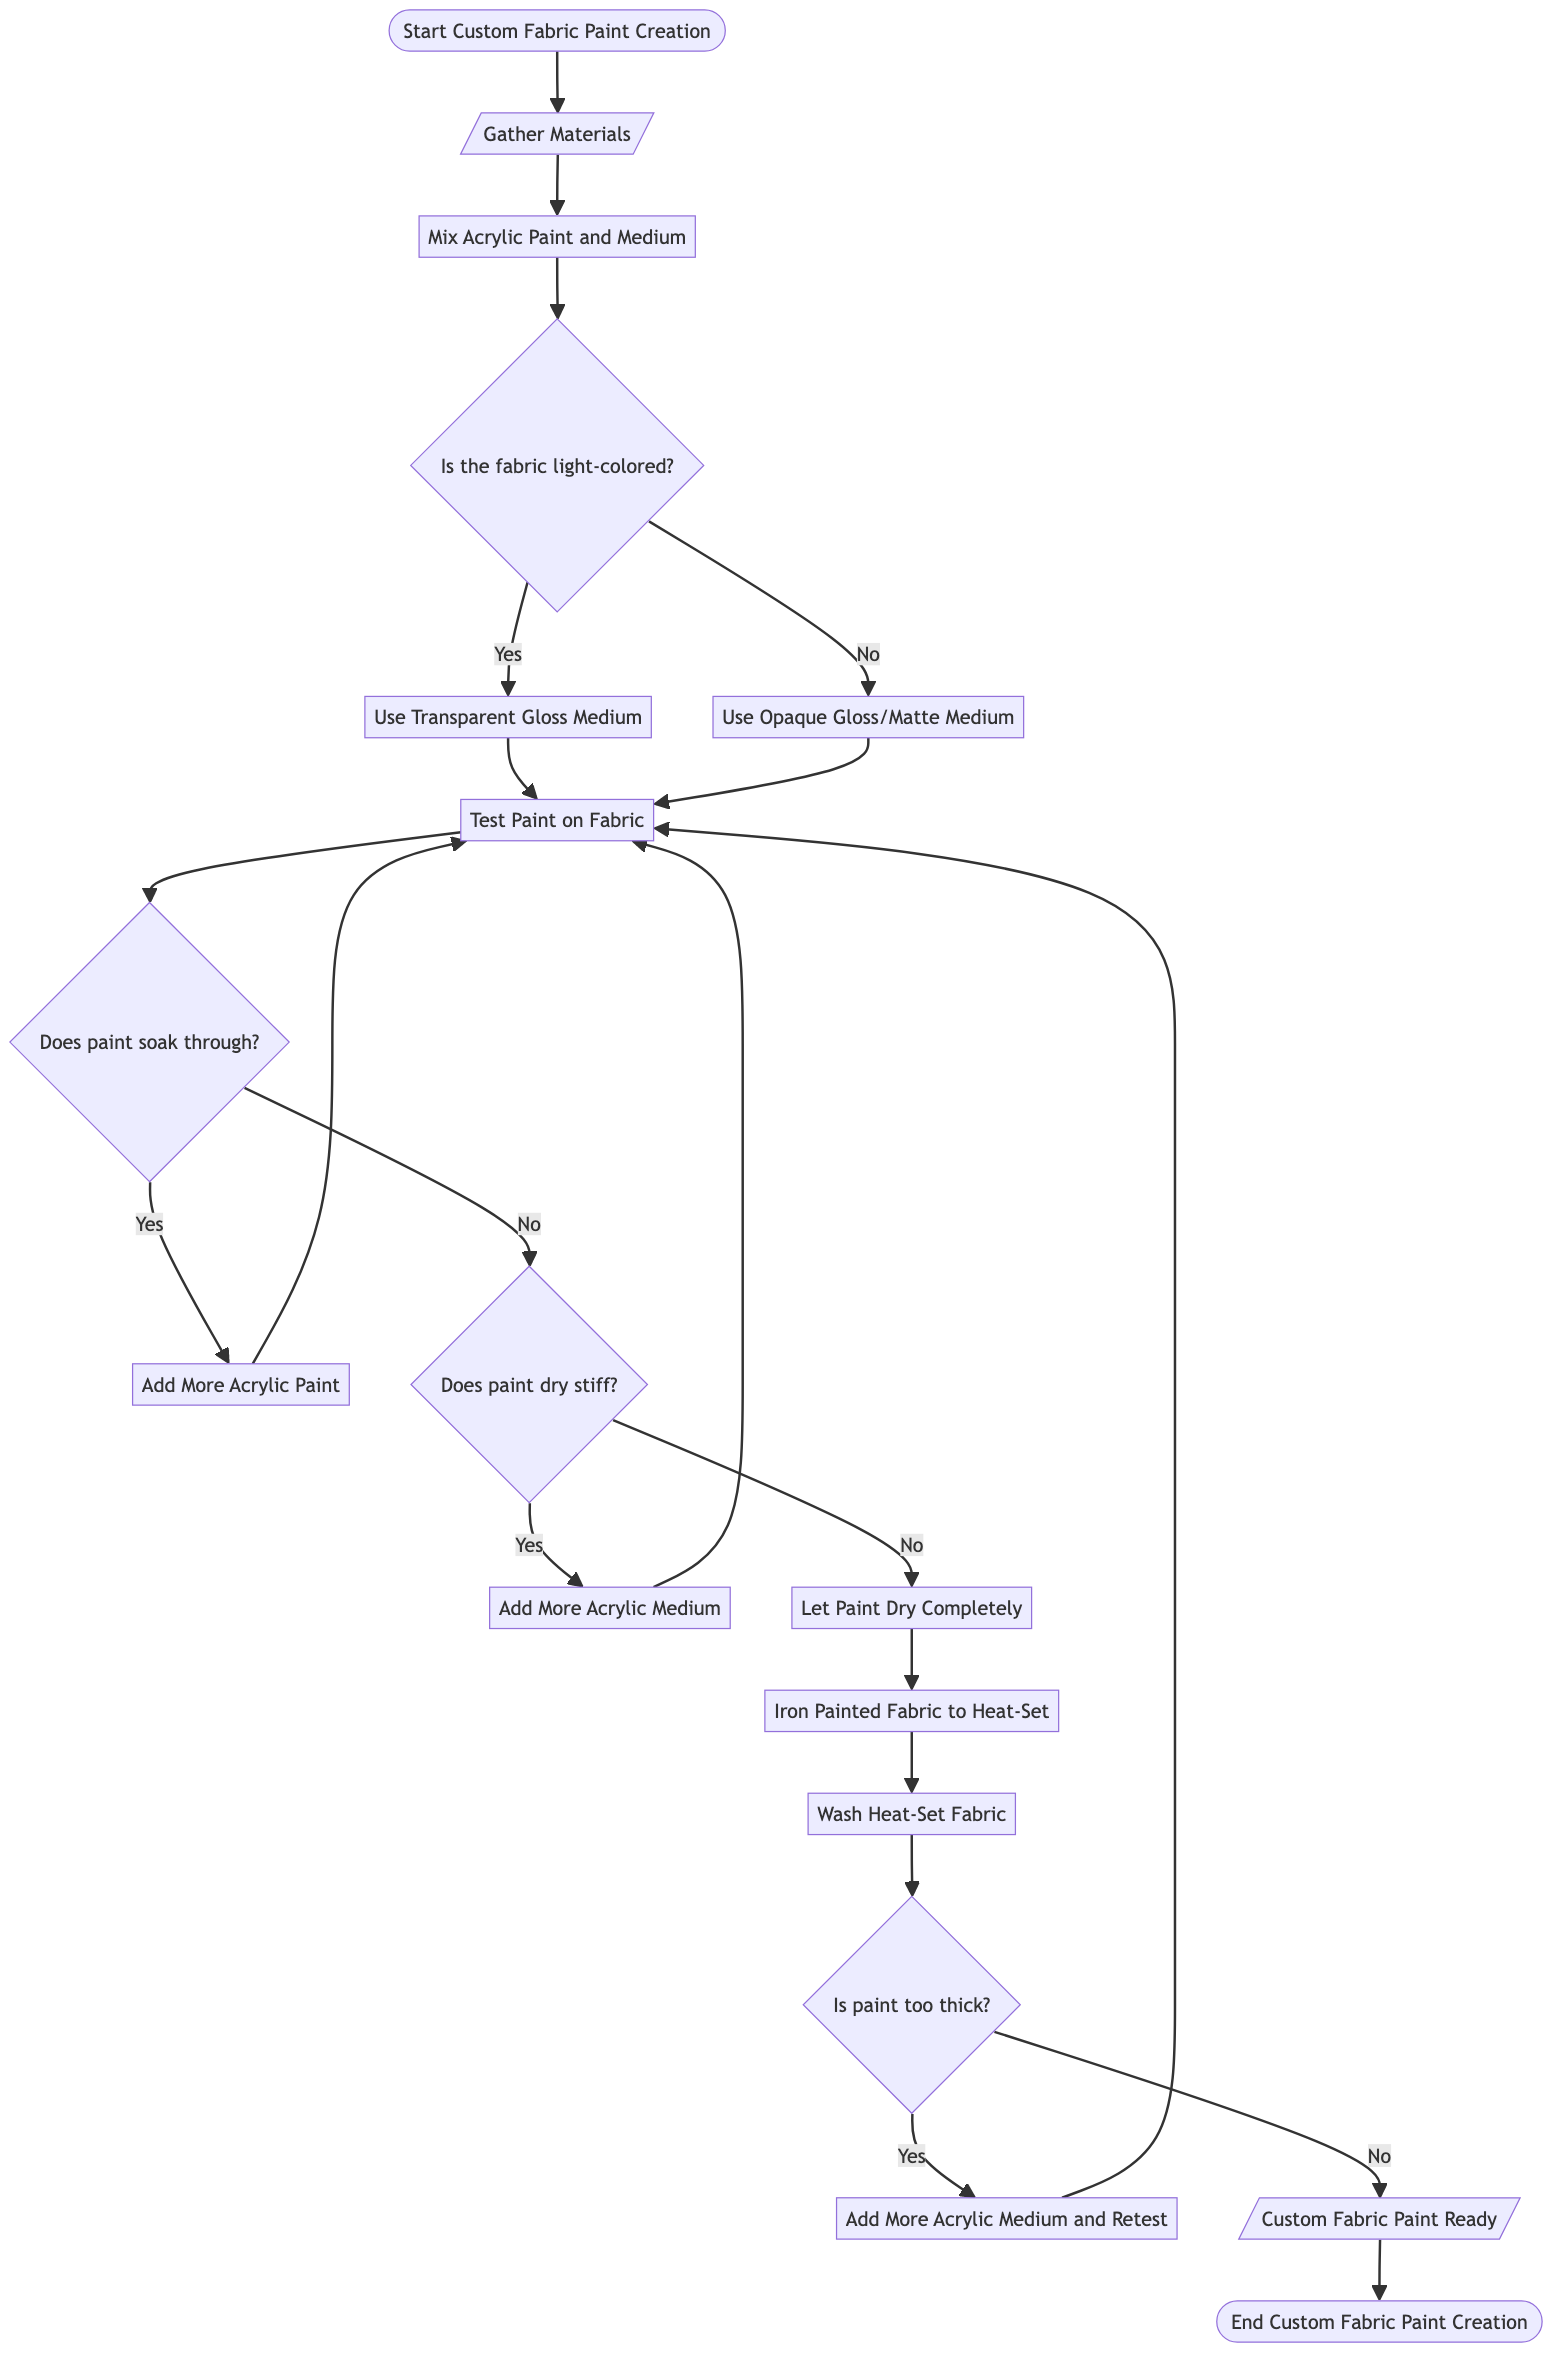 Start Custom Fabric Paint Creation
Gather Materials
Mix Acrylic Paint and Medium
Is the fabric light-colored?
Yes
No
Use Transparent Gloss Medium
Use Opaque Gloss/Matte Medium
Test Paint on Fabric
Does paint soak through?
Yes
No
Add More Acrylic Paint
Does paint dry stiff?
Yes
No
Add More Acrylic Medium
Let Paint Dry Completely
Iron Painted Fabric to Heat-Set
Wash Heat-Set Fabric
Is paint too thick?
Yes
No
Add More Acrylic Medium and Retest
Custom Fabric Paint Ready
End Custom Fabric Paint Creation